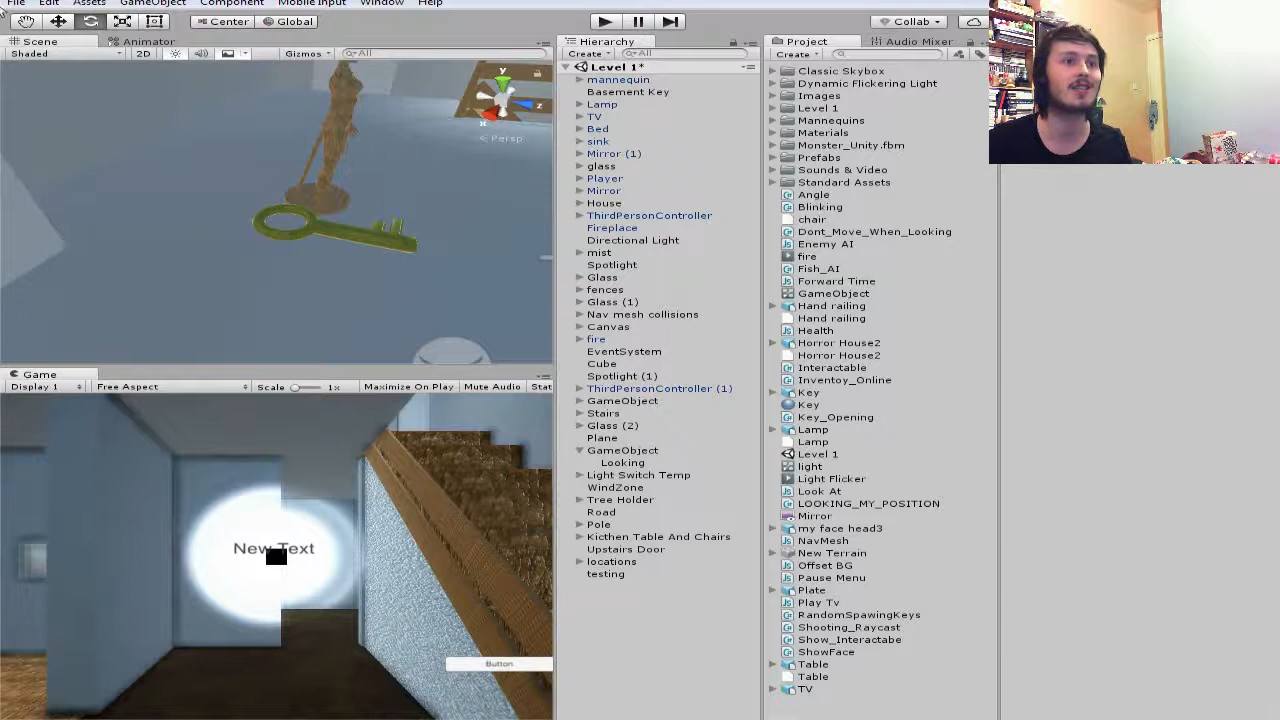 File Edit Assets GameObject Component Mobile Input Window Help
Center Global Collab
Scene Animator
Shaded 2D Gizmos All
y
z
x
Persp
Game
Display 1 Free Aspect Scale 1x Maximize On Play Mute Audio Stat
New Text
Button
Hierarchy
Create All
Level 1*
mannequin
Basement Key
Lamp
TV
Bed
sink
Mirror (1)
glass
Player
Mirror
House
ThirdPersonController
Fireplace
Directional Light
mist
Spotlight
Glass
fences
Glass (1)
Nav mesh collisions
Canvas
fire
EventSystem
Cube
Spotlight (1)
ThirdPersonController (1)
GameObject
Stairs
Glass (2)
Plane
GameObject
Looking
Light Switch Temp
WindZone
Tree Holder
Road
Pole
Kicthen Table And Chairs
Upstairs Door
locations
testing
Project Audio Mixer
Create
Classic Skybox
Dynamic Flickering Light
Images
Level 1
Mannequins
Materials
Monster_Unity.fbm
Prefabs
Sounds & Video
Standard Assets
Angle
Blinking
chair
Dont_Move_When_Looking
Enemy AI
fire
Fish_AI
Forward Time
GameObject
Hand railing
Hand railing
Health
Horror House2
Horror House2
Interactable
Inventoy_Online
Key
Key
Key_Opening
Lamp
Lamp
Level 1
light
Light Flicker
Look At
LOOKING_MY_POSITION
Mirror
my face head3
NavMesh
New Terrain
Offset BG
Pause Menu
Plate
Play Tv
RandomSpawingKeys
Shooting_Raycast
Show_Interactabe
ShowFace
Table
Table
TV